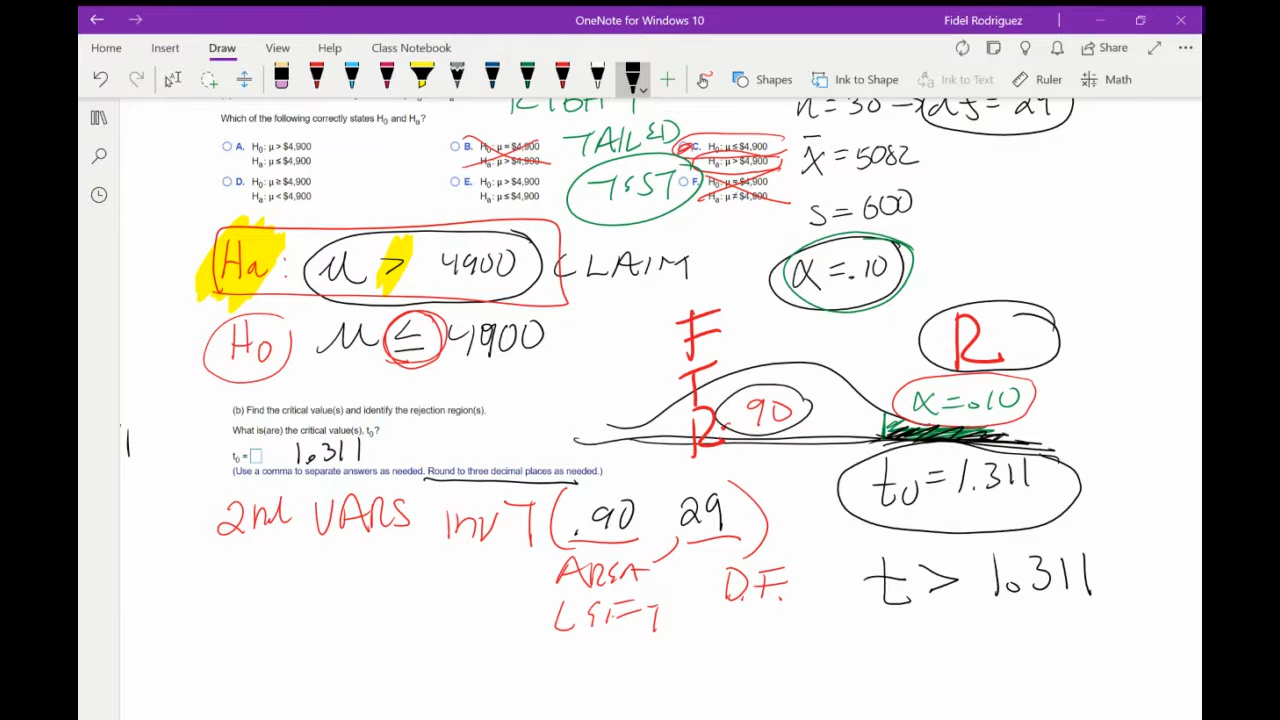 OneNote for Windows 10
Fidel Rodriguez
Home Insert Draw View Help Class Notebook
Share
Shapes Ink to Shape Ink to Text Ruler Math
RIGHT
TAILED
TEST
n = 30 → df = 29
x̄ = 5082
s = 600
α = .10
Which of the following correctly states H0 and Ha?
A. H0: μ > $4,900
Ha: μ ≤ $4,900
B. H0: μ = $4,900
Ha: μ > $4,900
C. H0: μ ≤ $4,900
Ha: μ > $4,900
D. H0: μ ≥ $4,900
Ha: μ < $4,900
E. H0: μ > $4,900
Ha: μ ≤ $4,900
F. H0: μ = $4,900
Ha: μ ≠ $4,900
Ha: μ > 4900 CLAIM
H0 μ ≤ 4900
F
T
R
.90
R
α = .10
t0 = 1.311
t > 1.311
(b) Find the critical value(s) and identify the rejection region(s).
What is(are) the critical value(s), t0?
t0 = 1.311
(Use a comma to separate answers as needed. Round to three decimal places as needed.)
2nd VARS inv T (.90, 29)
AREA D.F.
LEFT